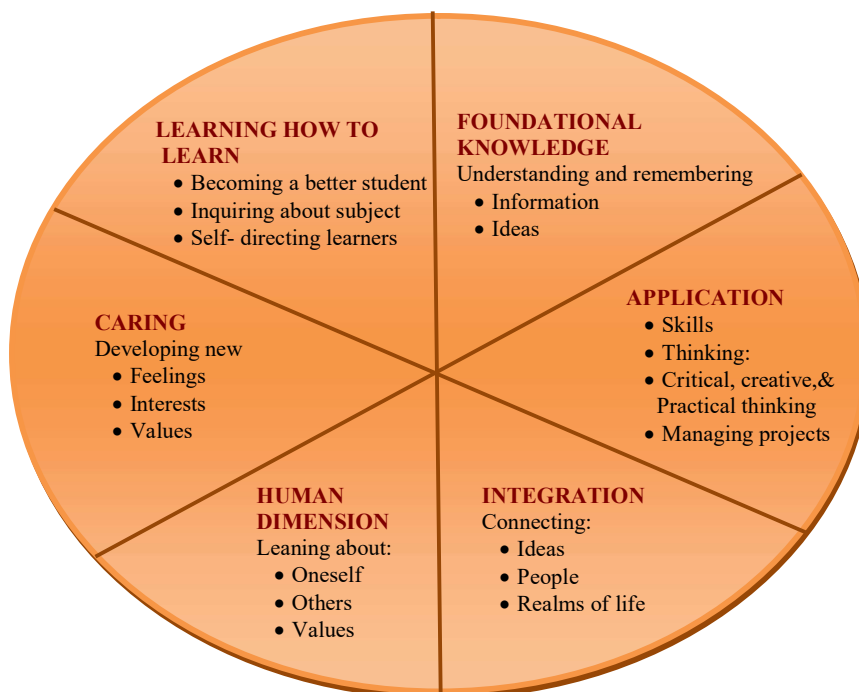 LEARNING HOW TO
LEARN
• Becoming a better student
• Inquiring about subject
• Self- directing learners
FOUNDATIONAL
KNOWLEDGE
Understanding and remembering
• Information
• Ideas
CARING
Developing new
• Feelings
• Interests
• Values
APPLICATION
• Skills
• Thinking:
• Critical, creative,&
Practical thinking
• Managing projects
HUMAN
DIMENSION
Leaning about:
• Oneself
• Others
• Values
INTEGRATION
Connecting:
• Ideas
• People
• Realms of life